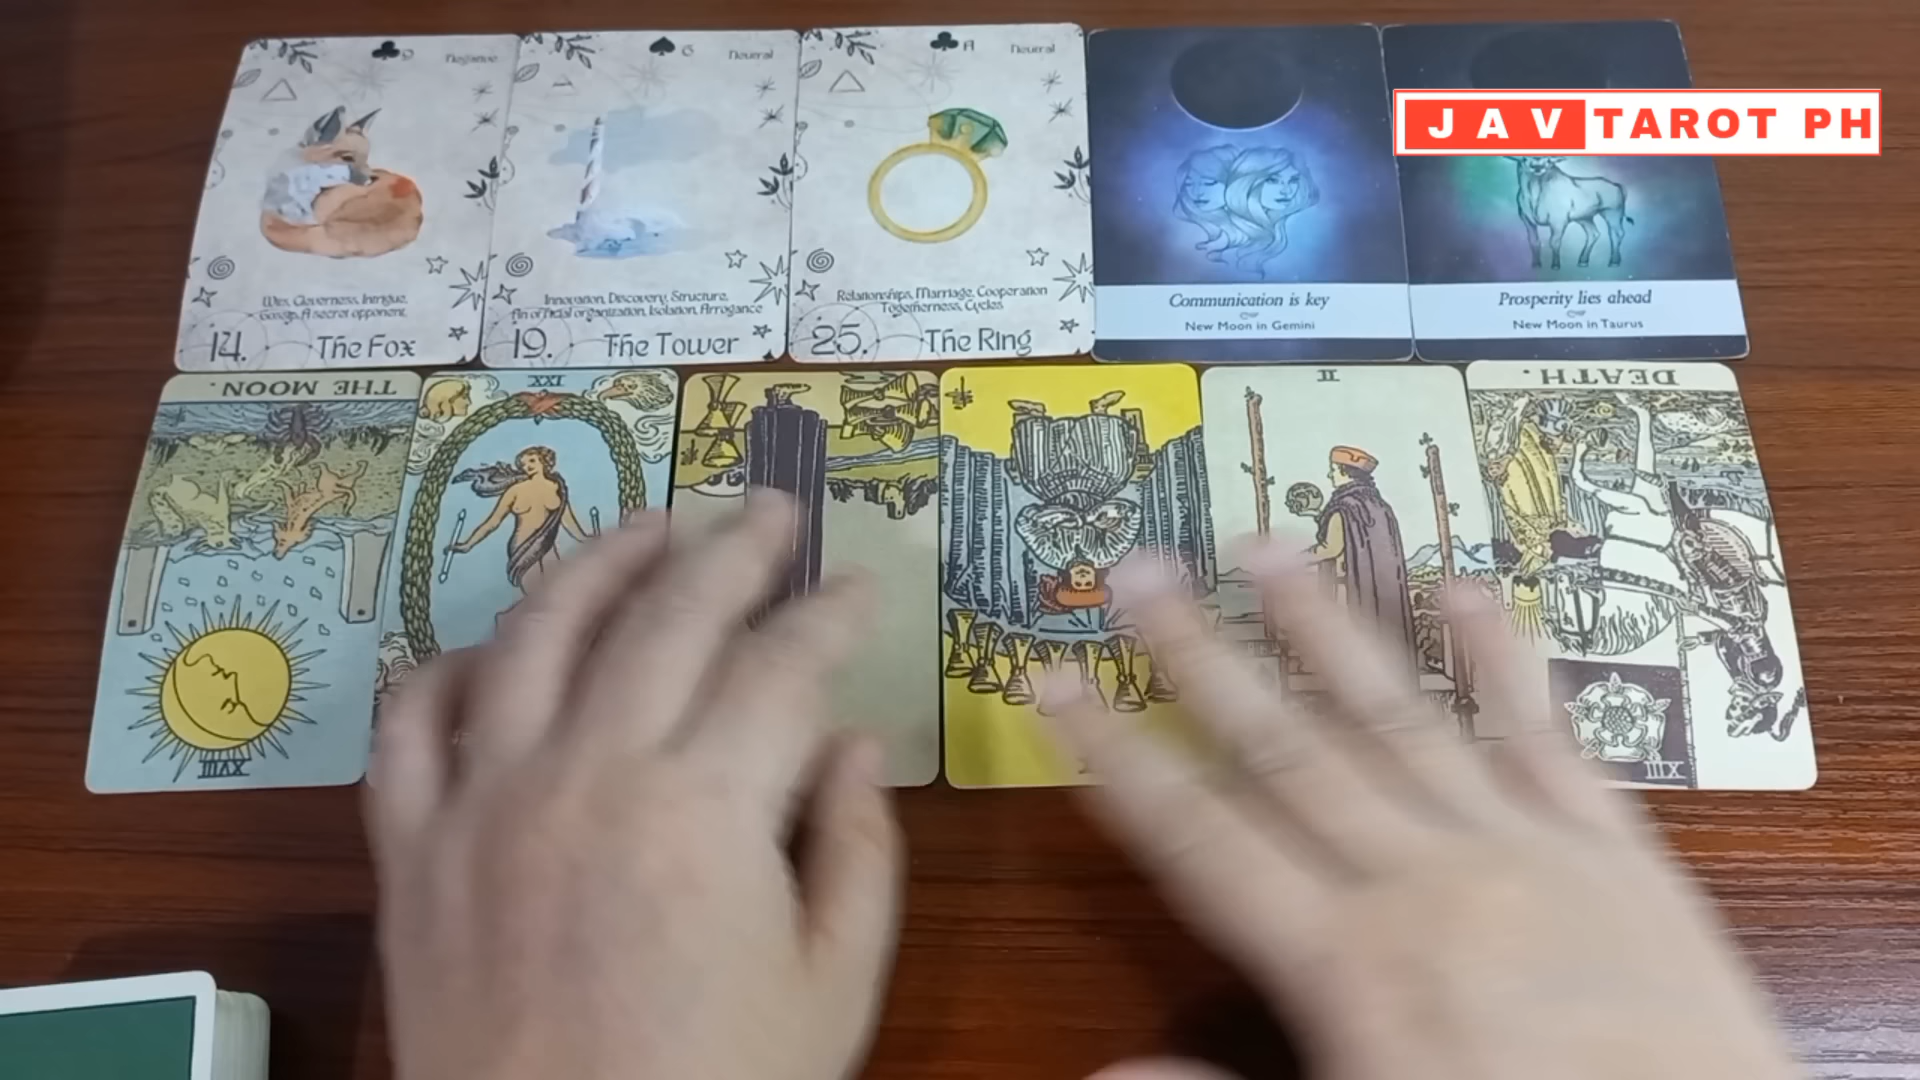 Negative
Neutral
A Neutral
JAV TAROT PH
Wiles, Cleverness, Intrigue,
Gossip, A secret opponent.
14. The Fox
Innovation, Discovery, Structure,
An official organization, Isolation, Arrogance
19. The Tower
Relationships, Marriage, Cooperation
Togetherness, Cycles
25. The Ring
Communication is key
New Moon in Gemini
Prosperity lies ahead
New Moon in Taurus
THE MOON.
XXI
II
DEATH.
XVIII
XIII